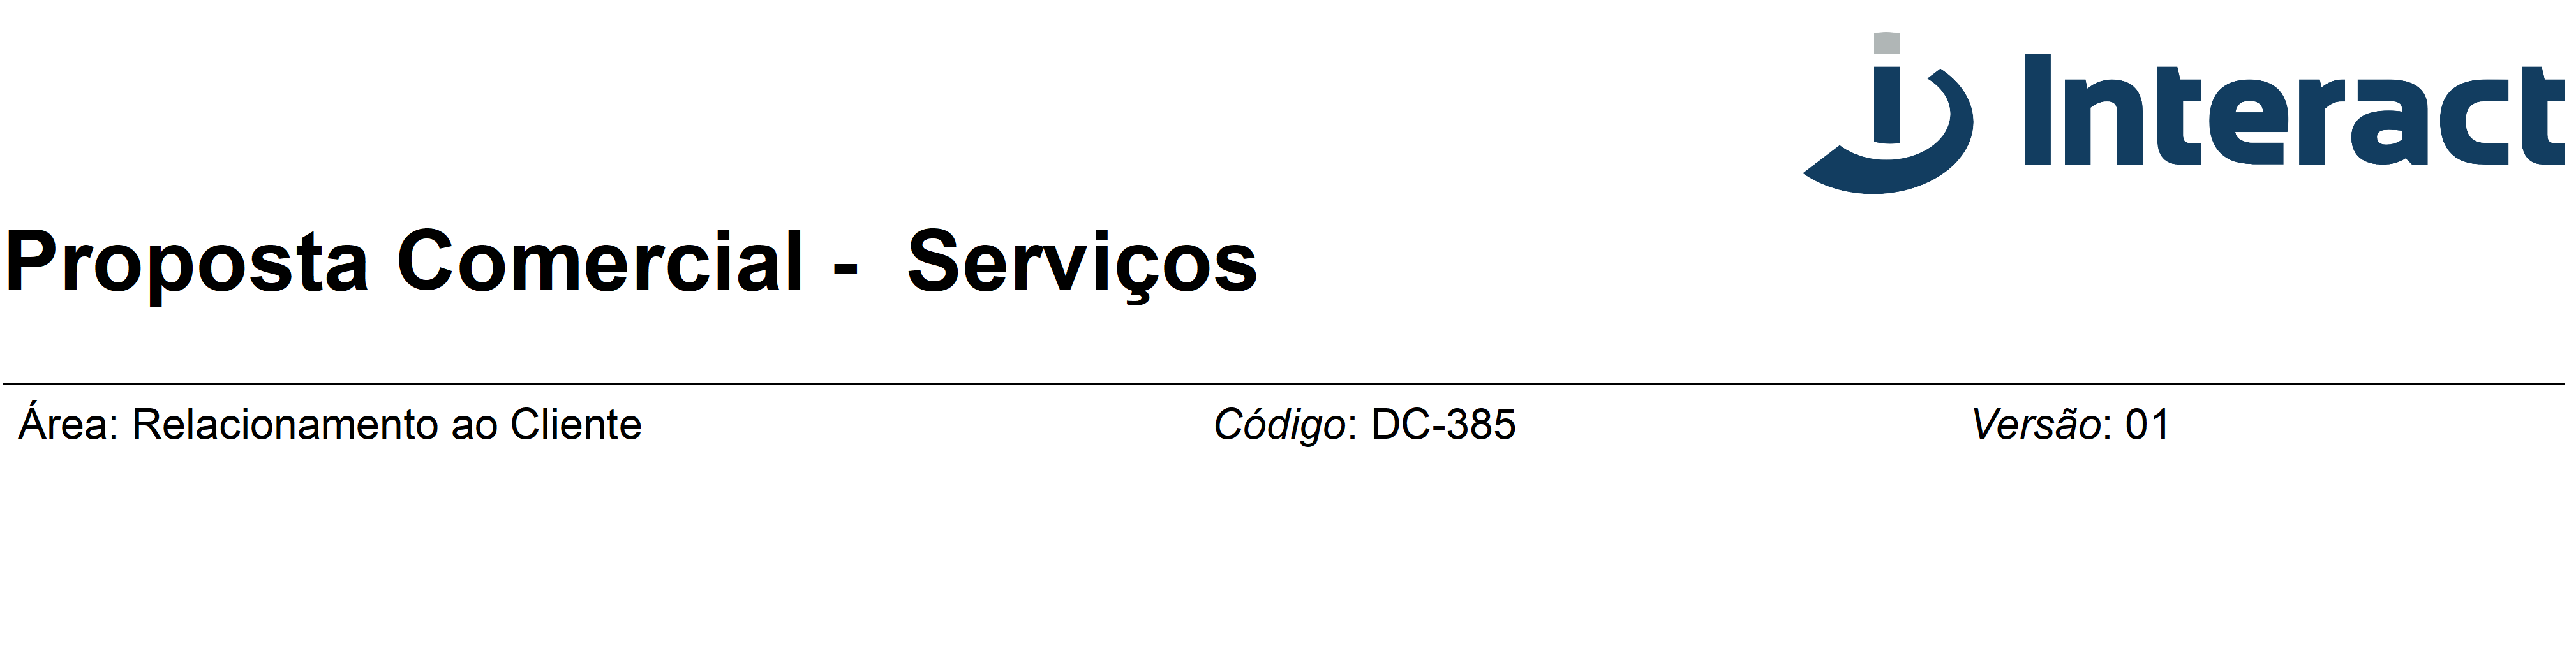 Interact
Proposta Comercial -  Serviços
Área: Relacionamento ao Cliente Código: DC-385 Versão: 01